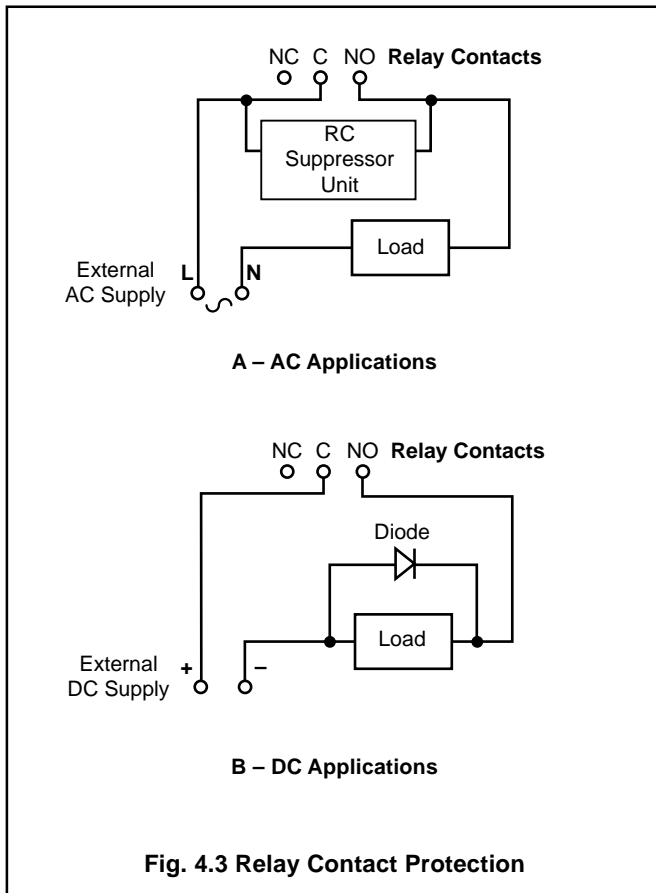 NC C NO Relay Contacts
RC
Suppressor
Unit
Load
External
AC Supply
L N
A – AC Applications
NC C NO Relay Contacts
Diode
Load
External
DC Supply
+ –
B – DC Applications
Fig. 4.3 Relay Contact Protection